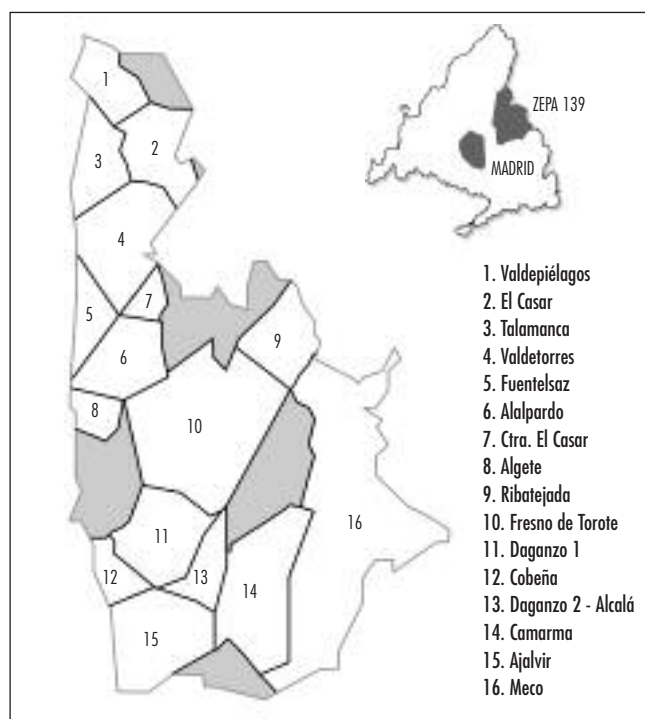 1
2
3
4
5
6
7
8
9
10
11
12
13
14
15
16
ZEPA 139
MADRID
1. Valdepiélagos
2. El Casar
3. Talamanca
4. Valdetorres
5. Fuentelsaz
6. Alalpardo
7. Ctra. El Casar
8. Algete
9. Ribatejada
10. Fresno de Torote
11. Daganzo 1
12. Cobeña
13. Daganzo 2 - Alcalá
14. Camarma
15. Ajalvir
16. Meco